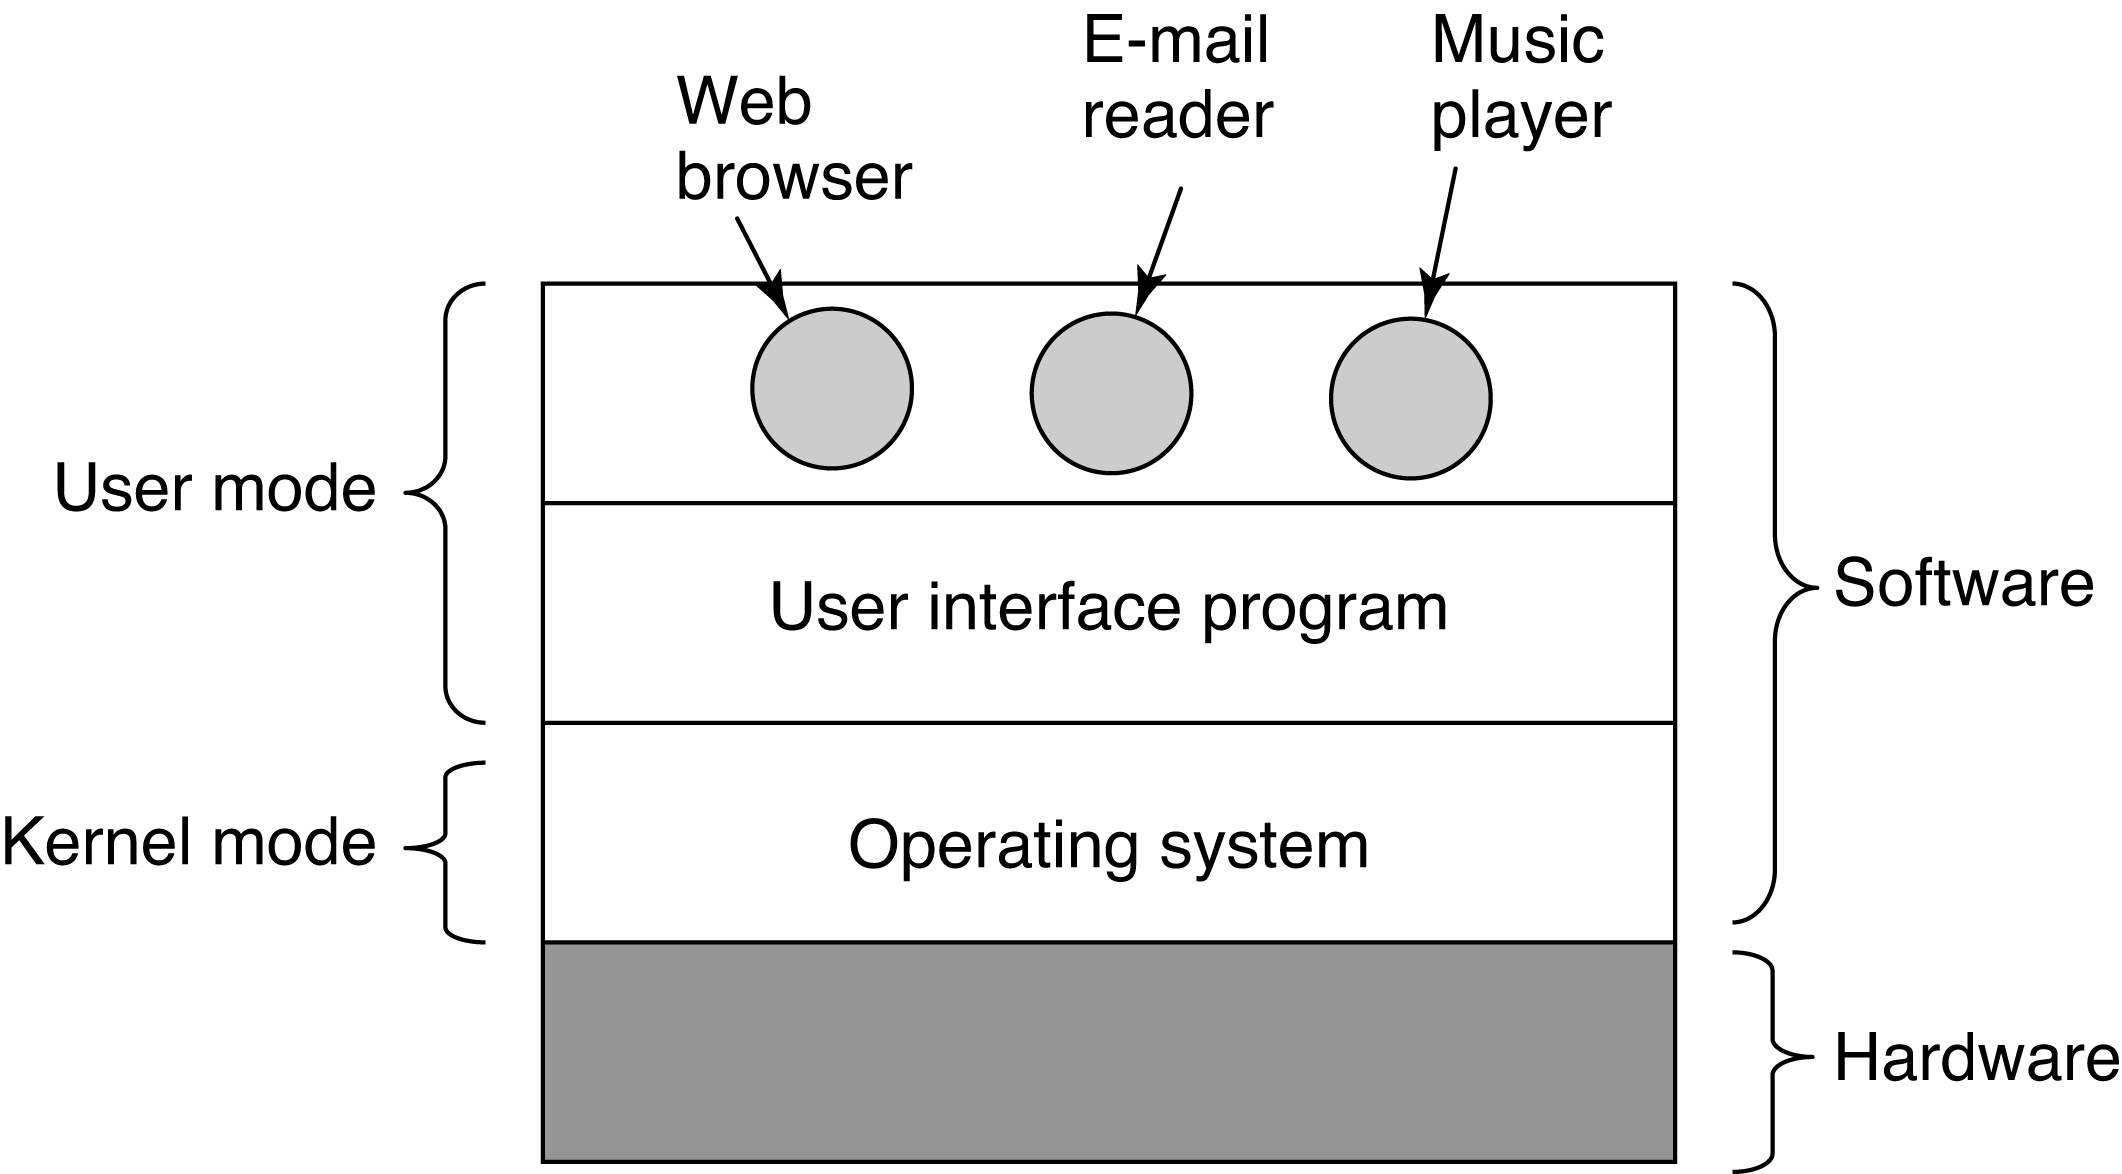 Web
browser
E-mail
reader
Music
player
User mode
User interface program
Software
Kernel mode
Operating system
Hardware